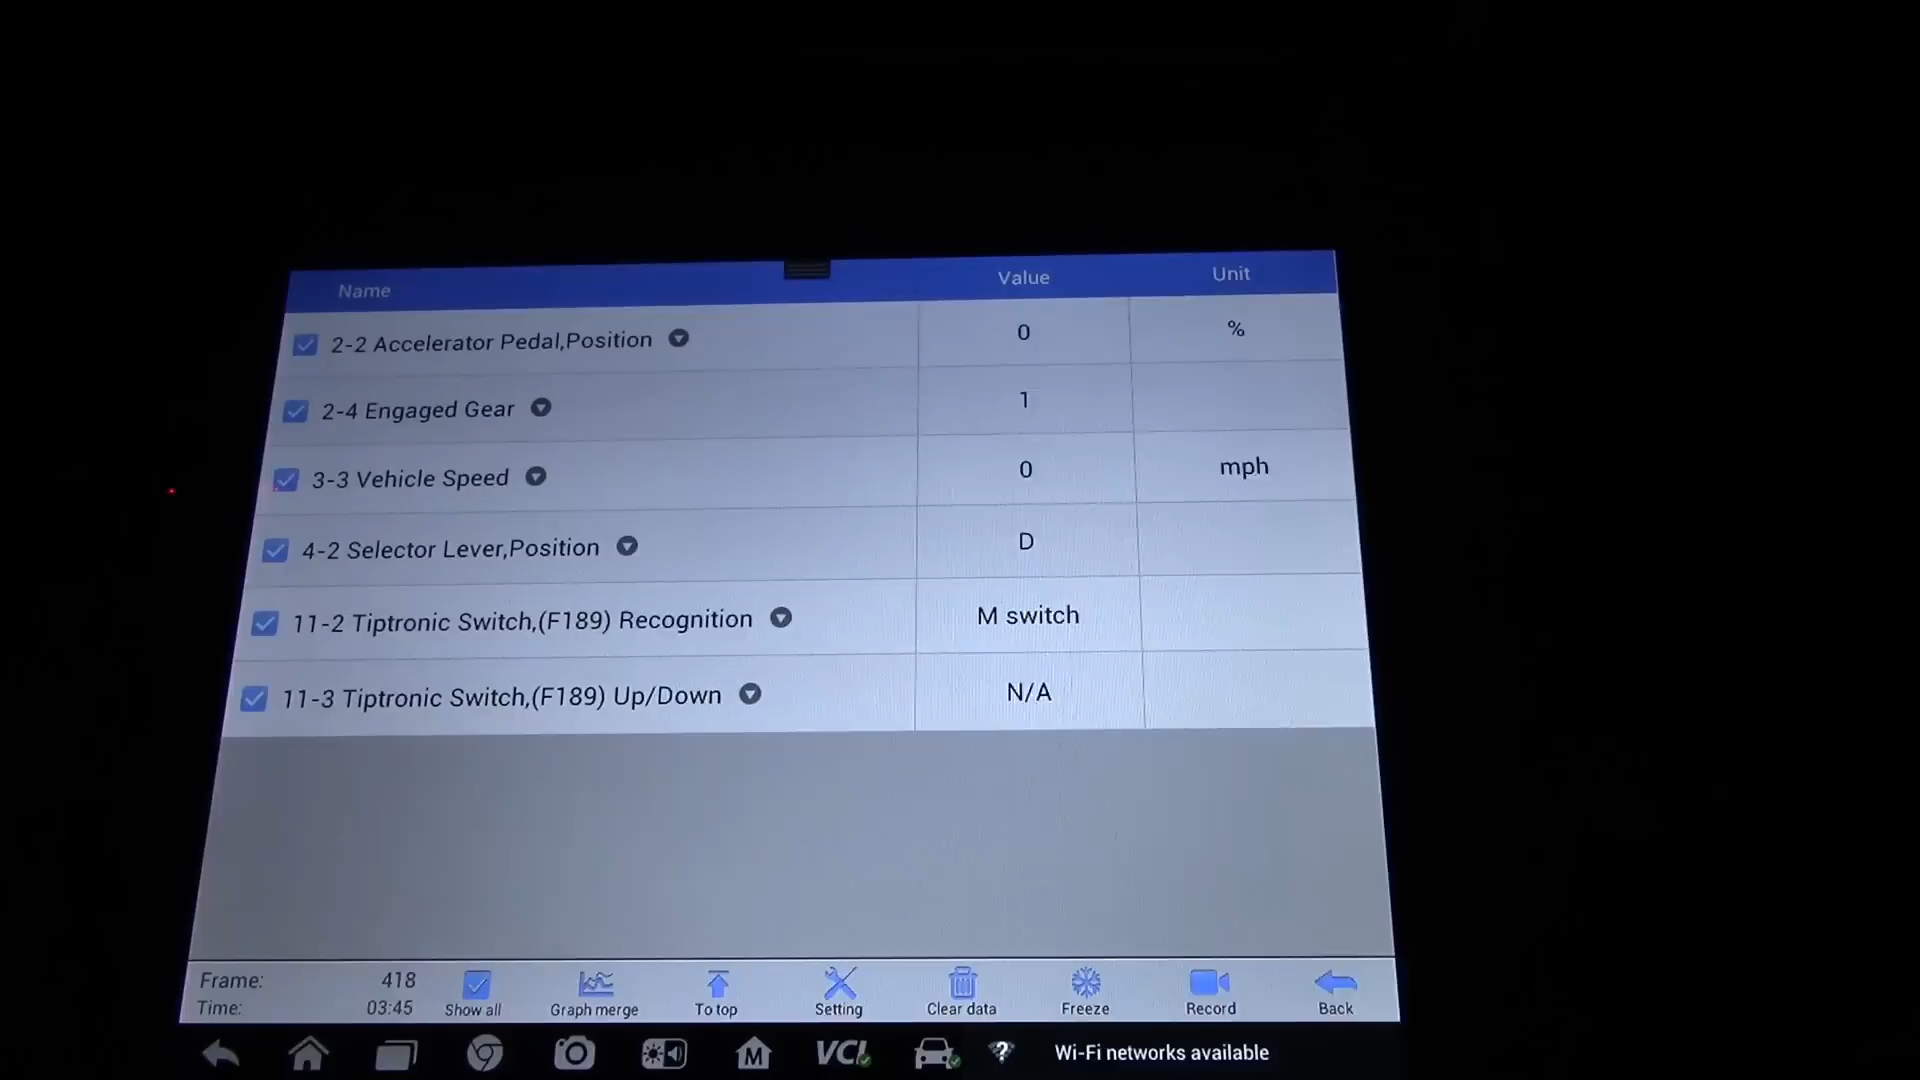 Name Value Unit
2-2 Accelerator Pedal,Position 0 %
2-4 Engaged Gear 1
3-3 Vehicle Speed 0 mph
4-2 Selector Lever,Position D
11-2 Tiptronic Switch,(F189) Recognition M switch
11-3 Tiptronic Switch,(F189) Up/Down N/A
Frame: 418
Time: 03:45
Show all Graph merge To top Setting Clear data Freeze Record Back
M VCI ? Wi-Fi networks available